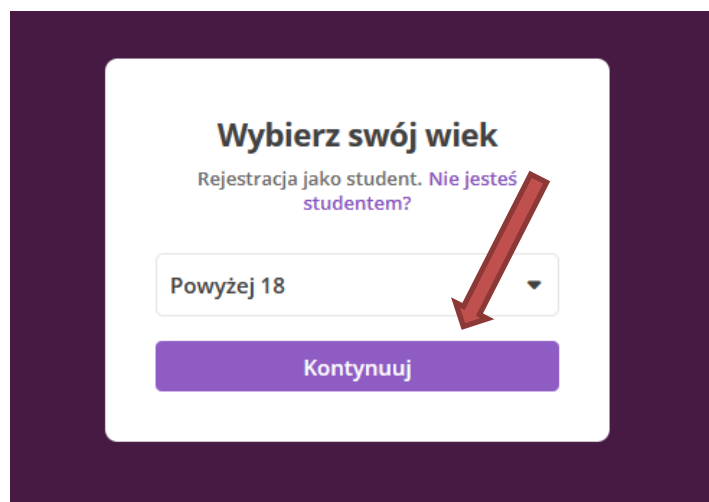 Wybierz swój wiek
Rejestracja jako student. Nie jesteś
studentem?
Powyżej 18
Kontynuuj